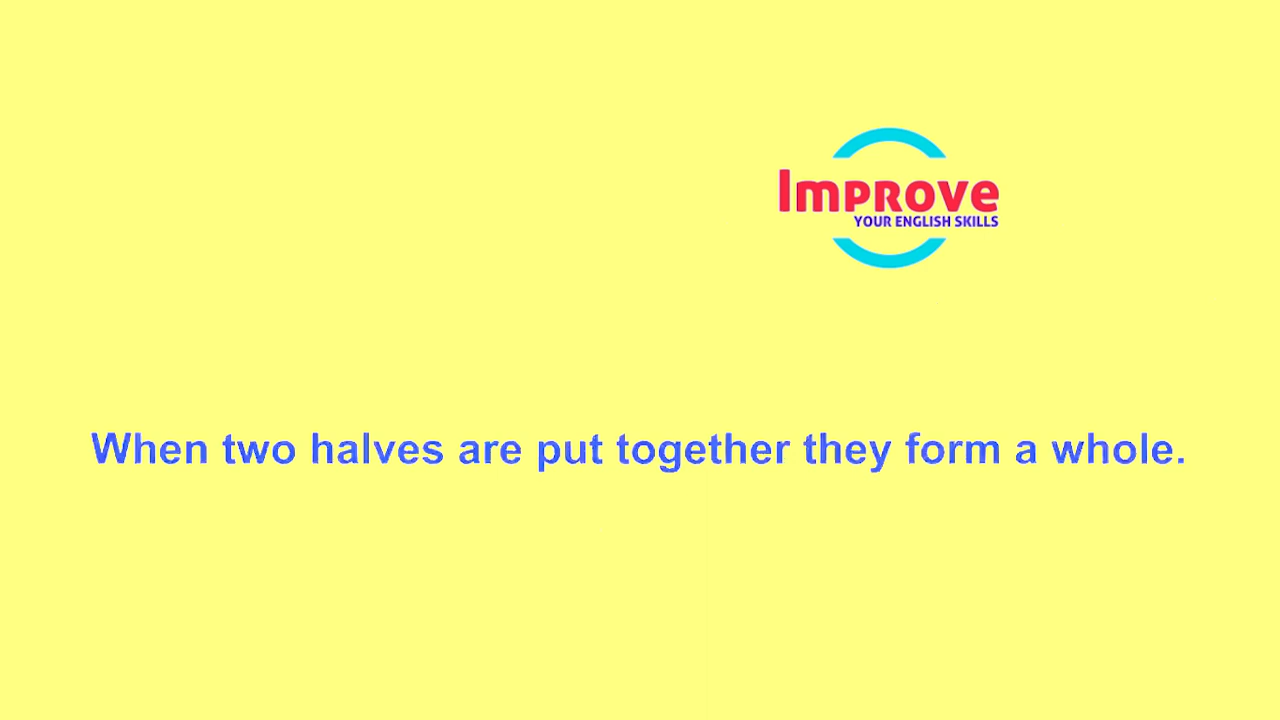 Improve
YOUR ENGLISH SKILLS
When two halves are put together they form a whole.